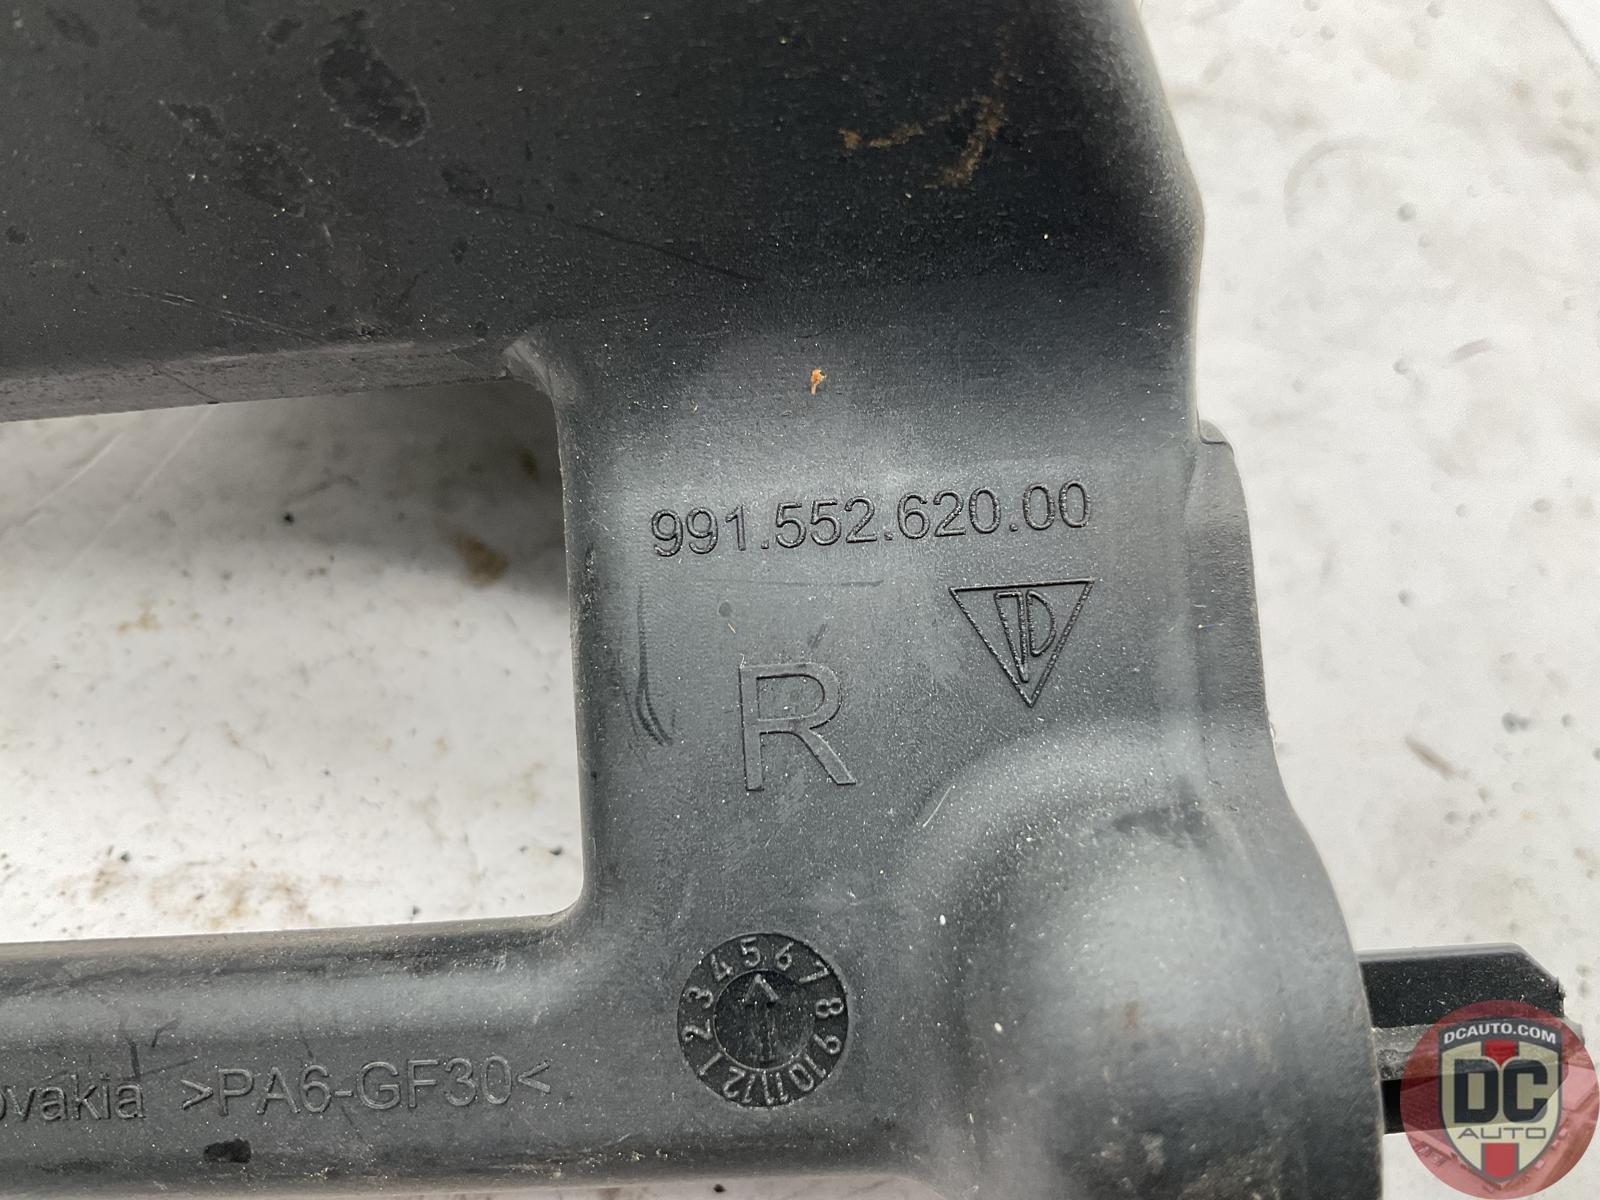 991.552.620.00
R
1 2 3 4 5 6 7 8 9 10 11 12
>PA6-GF30<
DCAUTO.COM
DC
AUTO